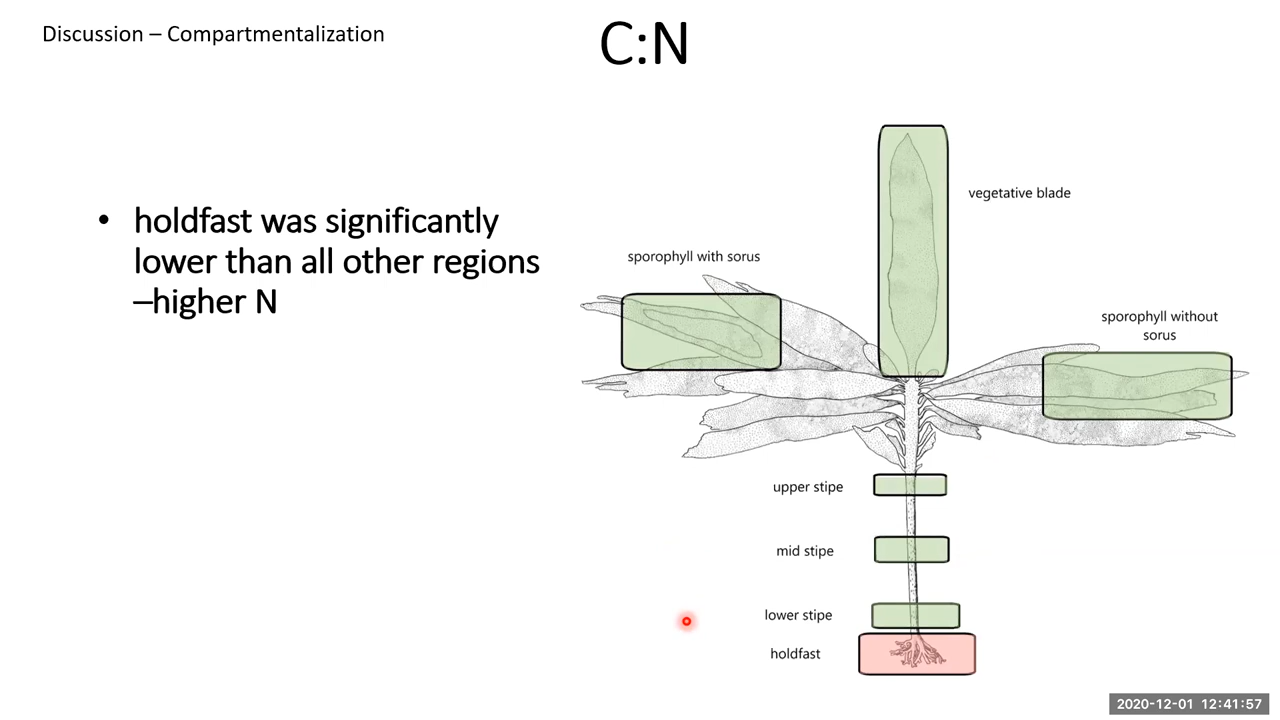 Discussion – Compartmentalization
C:N
• holdfast was significantly
lower than all other regions
–higher N
vegetative blade
sporophyll with sorus
sporophyll without
sorus
upper stipe
mid stipe
lower stipe
holdfast
2020-12-01 12:41:57